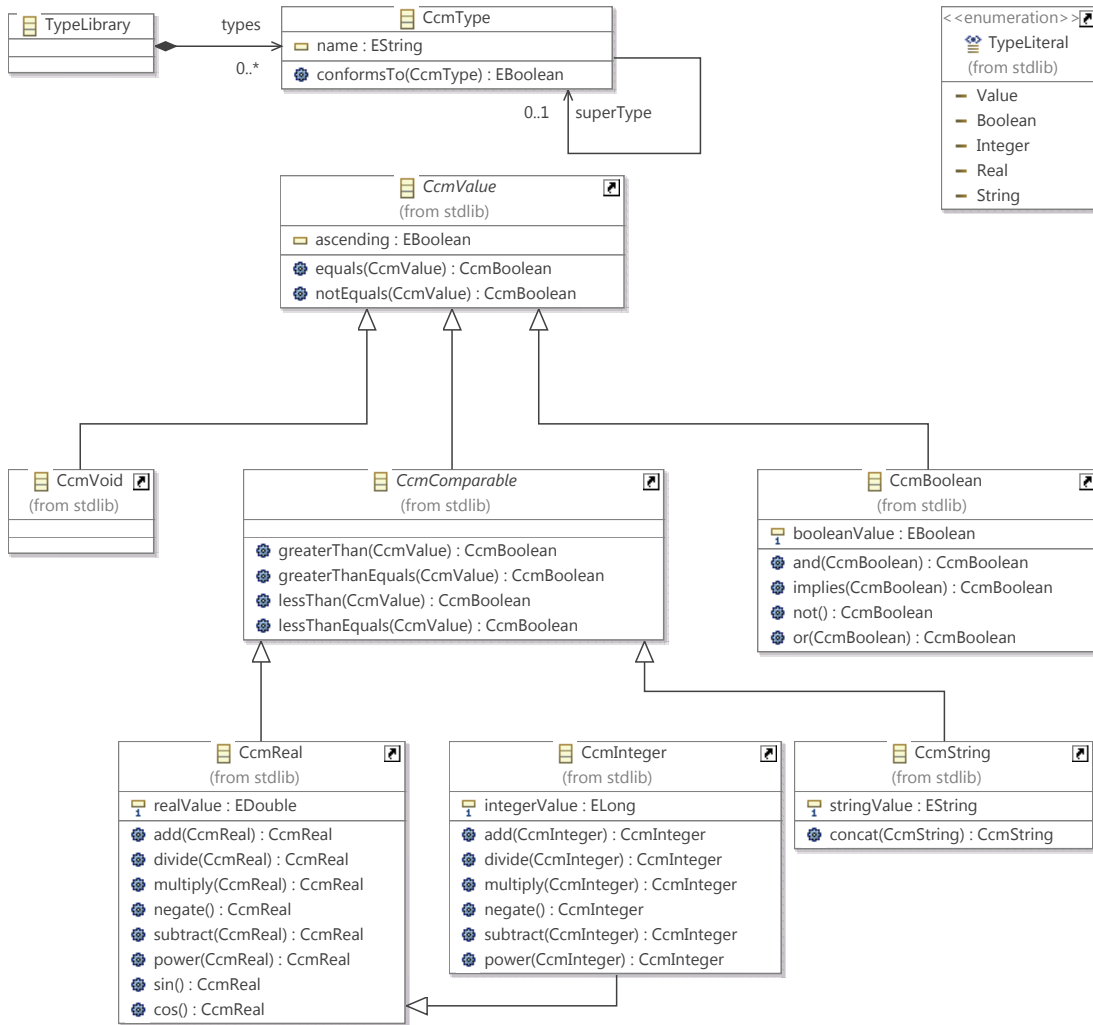 TypeLibrary
types
0..*
CcmType
name : EString
conformsTo(CcmType) : EBoolean
0..1
superType
<<enumeration>>
TypeLiteral
(from stdlib)
Value
Boolean
Integer
Real
String
CcmValue
(from stdlib)
ascending : EBoolean
equals(CcmValue) : CcmBoolean
notEquals(CcmValue) : CcmBoolean
CcmVoid
(from stdlib)
CcmComparable
(from stdlib)
greaterThan(CcmValue) : CcmBoolean
greaterThanEquals(CcmValue) : CcmBoolean
lessThan(CcmValue) : CcmBoolean
lessThanEquals(CcmValue) : CcmBoolean
CcmBoolean
(from stdlib)
1
booleanValue : EBoolean
and(CcmBoolean) : CcmBoolean
implies(CcmBoolean) : CcmBoolean
not() : CcmBoolean
or(CcmBoolean) : CcmBoolean
CcmReal
(from stdlib)
1
realValue : EDouble
add(CcmReal) : CcmReal
divide(CcmReal) : CcmReal
multiply(CcmReal) : CcmReal
negate() : CcmReal
subtract(CcmReal) : CcmReal
power(CcmReal) : CcmReal
sin() : CcmReal
cos() : CcmReal
CcmInteger
(from stdlib)
1
integerValue : ELong
add(CcmInteger) : CcmInteger
divide(CcmInteger) : CcmInteger
multiply(CcmInteger) : CcmInteger
negate() : CcmInteger
subtract(CcmInteger) : CcmInteger
power(CcmInteger) : CcmInteger
CcmString
(from stdlib)
1
stringValue : EString
concat(CcmString) : CcmString